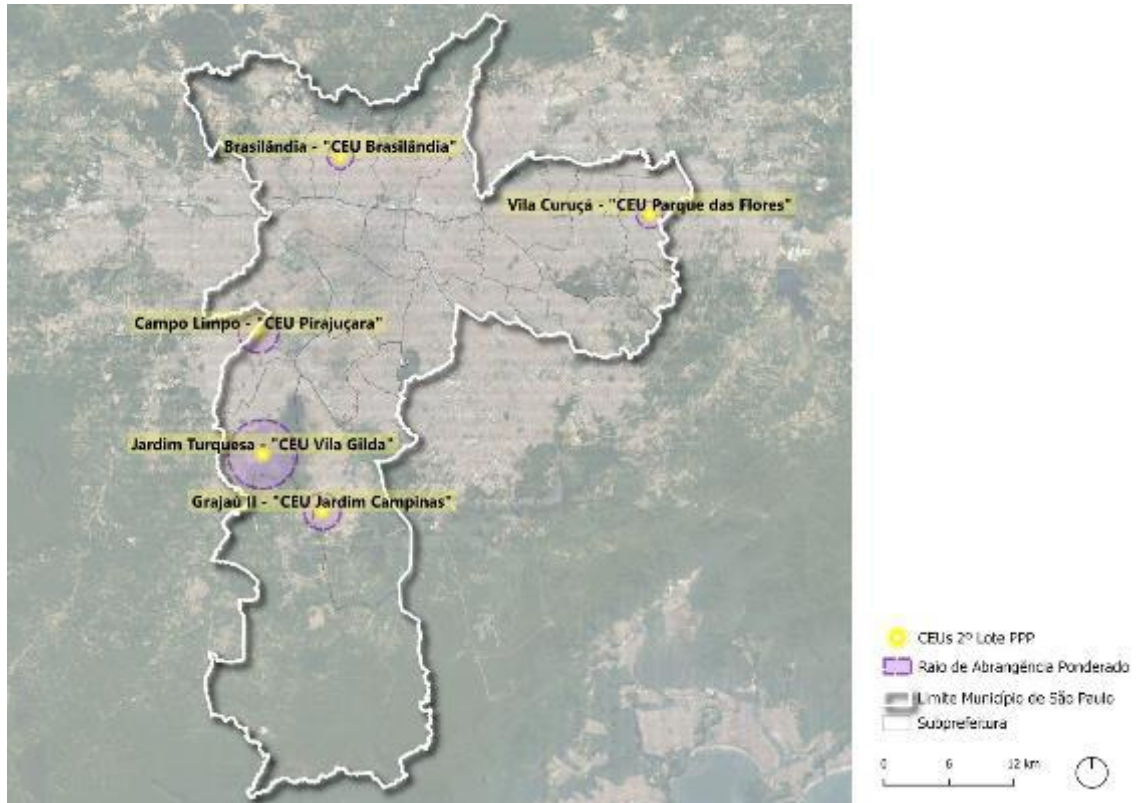 Brasilândia - "CEU Brasilândia"
Vila Curuçá - "CEU Parque das Flores"
Campo Limpo - "CEU Pirajuçara"
Jardim Turquesa - "CEU Vila Gilda"
Grajaú II - "CEU Jardim Campinas"
CEUs 2º Lote PPP
Raio de Abrangência Ponderado
Limite Município de São Paulo
Subprefeitura
0 6 12 km